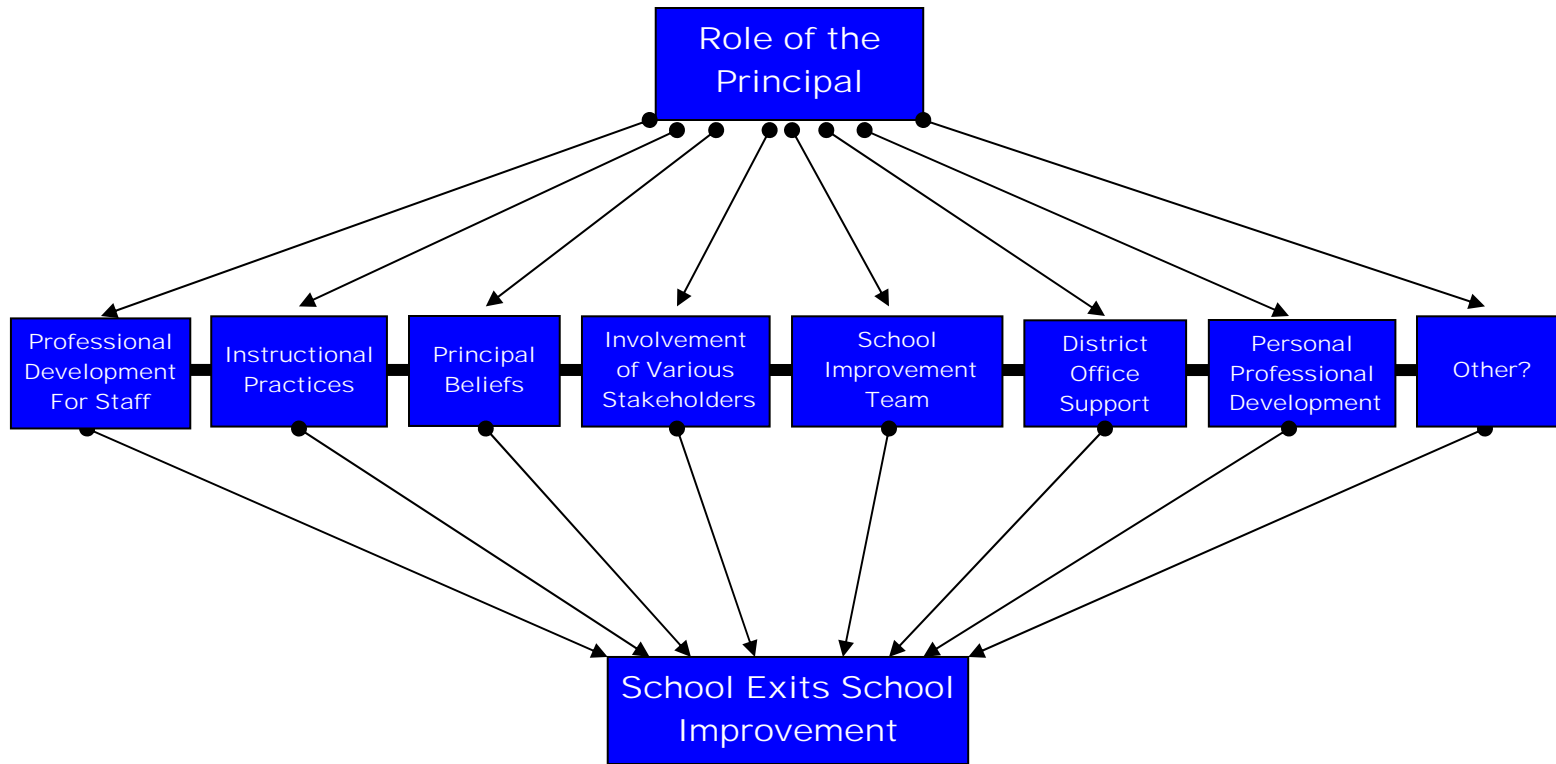 Role of the
Principal
Professional
Development
For Staff
Instructional
Practices
Principal
Beliefs
Involvement
of Various
Stakeholders
School
Improvement
Team
District
Office
Support
Personal
Professional
Development
Other?
School Exits School
Improvement